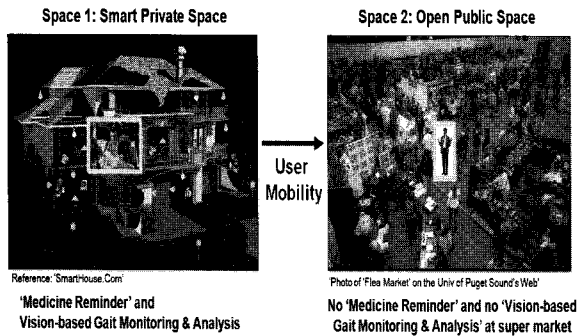 Space 1: Smart Private Space
Space 2: Open Public Space
User
Mobility
Reference: 'SmartHouse.Com'
'Photo of 'Flea Market' on the Univ of Puget Sound's Web'
'Medicine Reminder' and
Vision-based Gait Monitoring & Analysis
No 'Medicine Reminder' and no 'Vision-based
Gait Monitoring & Analysis' at super market